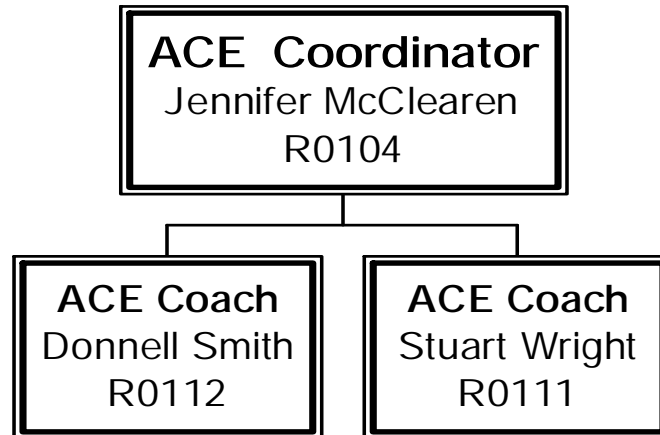 ACE Coordinator
Jennifer McClearen
R0104
ACE Coach
Donnell Smith
R0112
ACE Coach
Stuart Wright
R0111